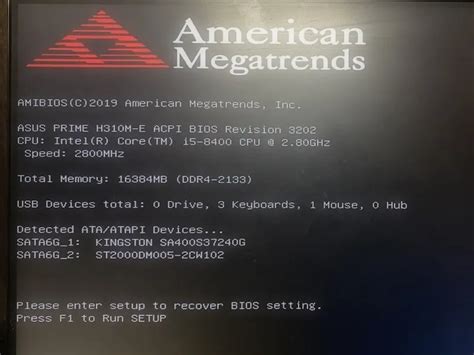 American
Megatrends
AMIBIOS(C)2019 American Megatrends, Inc.
ASUS PRIME H310M-E ACPI BIOS Revision 3202
CPU: Intel(R) Core(TM) i5-8400 CPU @ 2.80GHz
Speed: 2800MHz
Total Memory: 16384MB (DDR4-2133)
USB Devices total: 0 Drive, 3 Keyboards, 1 Mouse, 0 Hub
Detected ATA/ATAPI Devices...
SATA6G_1: KINGSTON SA400S37240G
SATA6G_2: ST2000DM005-2CW102
Please enter setup to recover BIOS setting.
Press F1 to Run SETUP